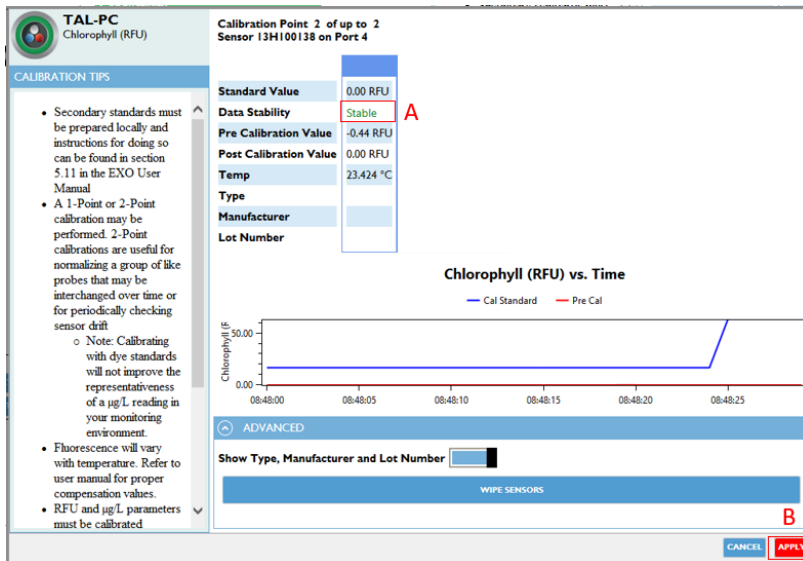 TAL-PC
Chlorophyll (RFU)
CALIBRATION TIPS
• Secondary standards must
be prepared locally and
instructions for doing so
can be found in section
5.11 in the EXO User
Manual
• A 1-Point or 2-Point
calibration may be
performed. 2-Point
calibrations are useful for
normalizing a group of like
probes that may be
interchanged over time or
for periodically checking
sensor drift
o Note: Calibrating
with dye standards
will not improve the
representativeness
of a µg/L reading in
your monitoring
environment.
• Fluorescence will vary
with temperature. Refer to
user manual for proper
compensation values.
• RFU and µg/L parameters
must be calibrated
Calibration Point 2 of up to 2
Sensor 13H100138 on Port 4
Standard Value 0.00 RFU
Data Stability Stable A
Pre Calibration Value -0.44 RFU
Post Calibration Value 0.00 RFU
Temp 23.424 °C
Type
Manufacturer
Lot Number
Chlorophyll (RFU) vs. Time
Cal Standard Pre Cal
Chlorophyll (F
50.00
0.00
08:48:00 08:48:05 08:48:10 08:48:15 08:48:20 08:48:25
ADVANCED
Show Type, Manufacturer and Lot Number
WIPE SENSORS
B
CANCEL APPLY